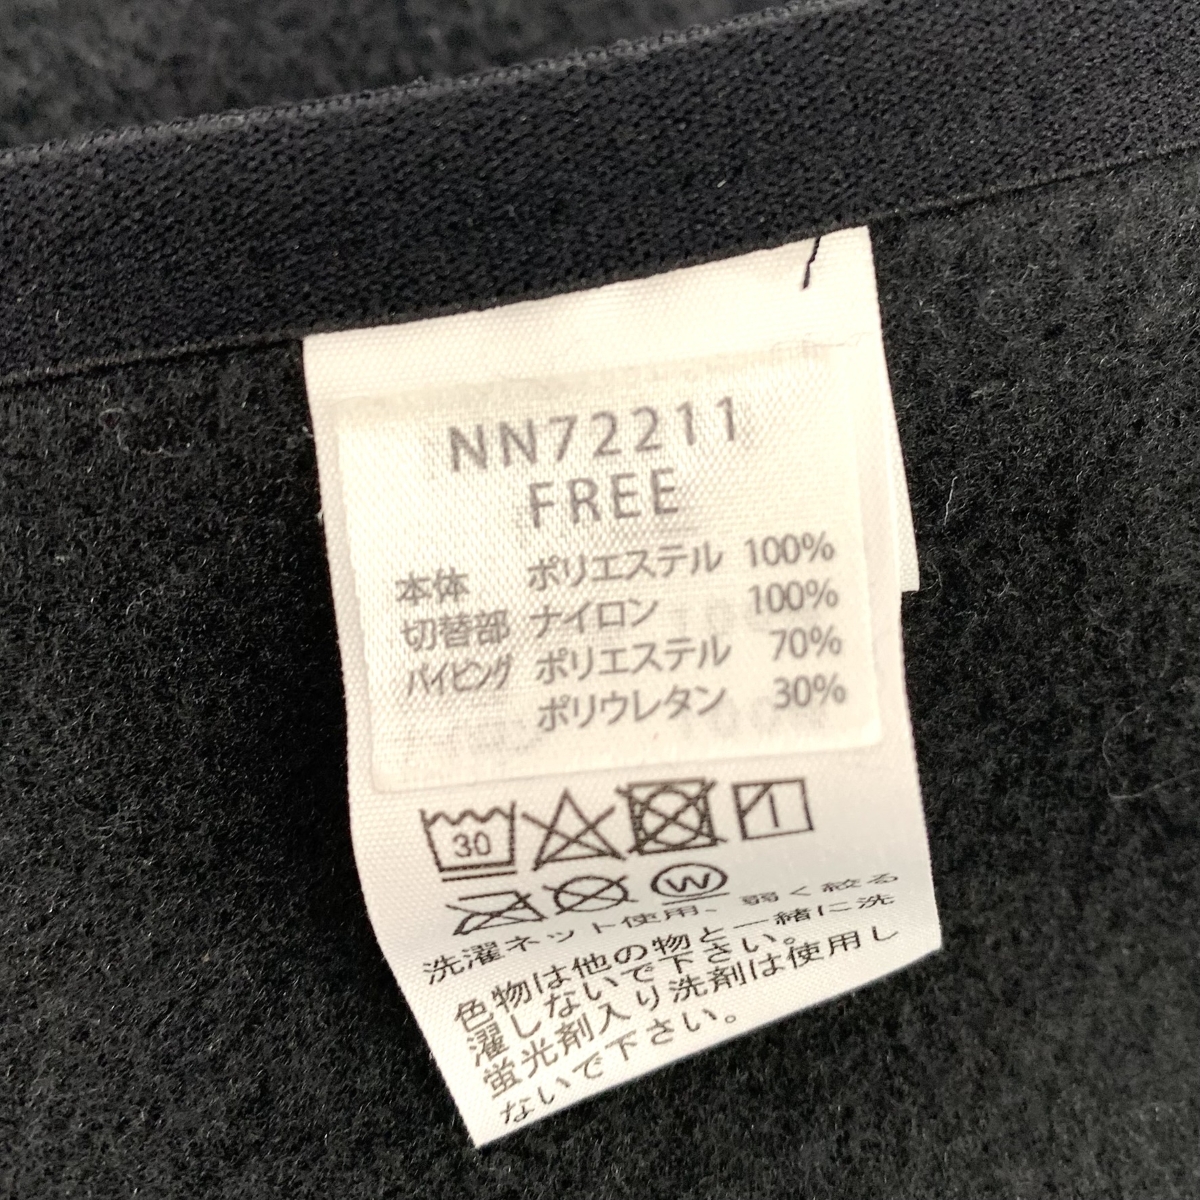 NN72211
FREE
本体 ポリエステル 100%
切替部 ナイロン 100%
パイピング ポリエステル 70%
ポリウレタン 30%
30
W
洗濯ネット使用、弱く絞る
色物は他の物と一緒に洗
濯しないで下さい。
蛍光剤入り洗剤は使用し
ないで下さい。